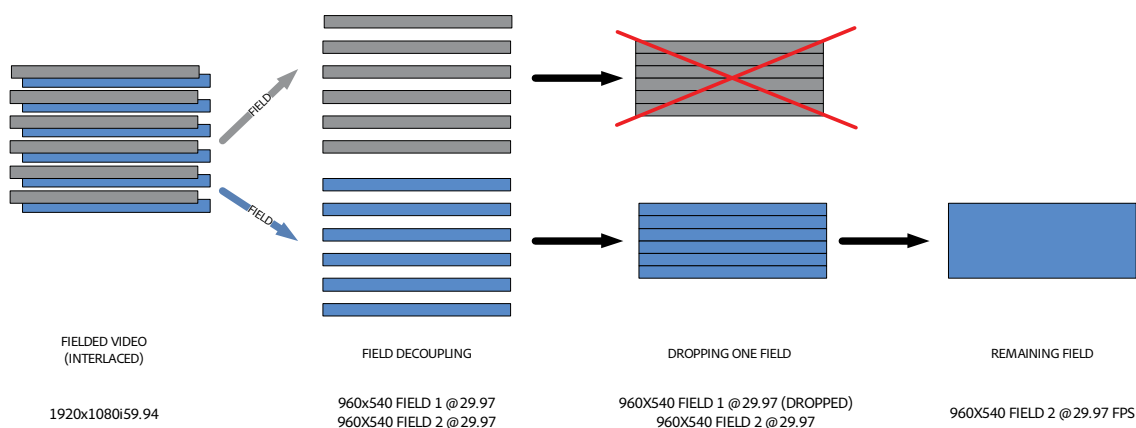 FIELD
FIELD
FIELDED VIDEO
(INTERLACED)
FIELD DECOUPLING
DROPPING ONE FIELD
REMAINING FIELD
1920x1080i59.94
960x540 FIELD 1 @29.97
960X540 FIELD 2 @29.97
960X540 FIELD 1 @29.97 (DROPPED)
960X540 FIELD 2 @29.97
960X540 FIELD 2 @29.97 FPS